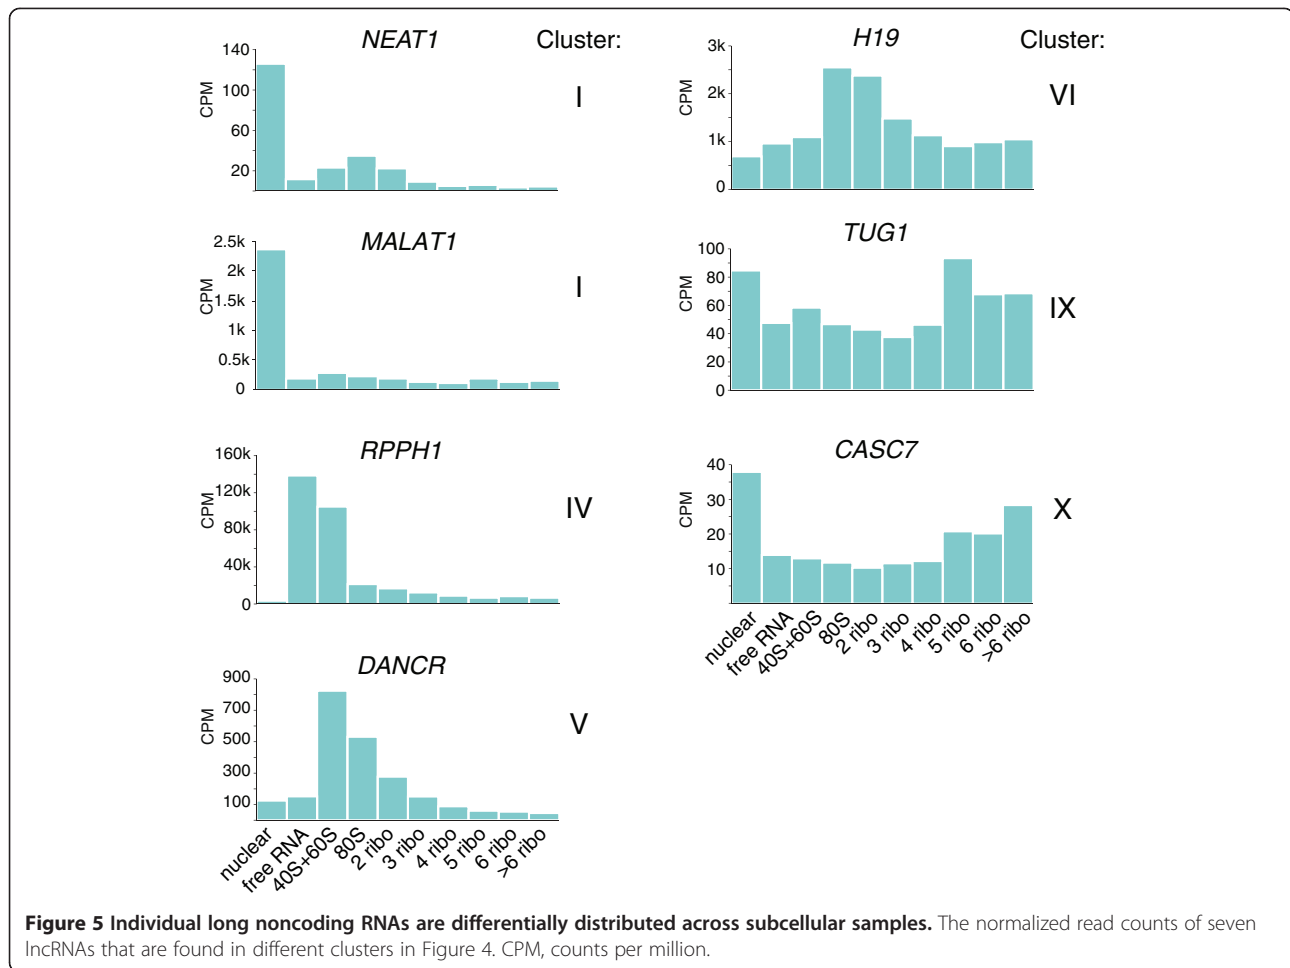 NEAT1
Cluster:
I
CPM
140
100
60
20
MALAT1
I
CPM
2.5k
2k
1.5k
1k
0.5k
0
RPPH1
IV
CPM
160k
120k
80k
40k
0
DANCR
V
CPM
900
700
500
300
100
nuclear
free RNA
40S+60S
80S
2 ribo
3 ribo
4 ribo
5 ribo
6 ribo
>6 ribo
H19
Cluster:
VI
CPM
3k
2k
1k
0
TUG1
IX
CPM
100
80
60
40
20
0
CASC7
X
CPM
40
30
20
10
nuclear
free RNA
40S+60S
80S
2 ribo
3 ribo
4 ribo
5 ribo
6 ribo
>6 ribo
Figure 5 Individual long noncoding RNAs are differentially distributed across subcellular samples. The normalized read counts of seven
lncRNAs that are found in different clusters in Figure 4. CPM, counts per million.